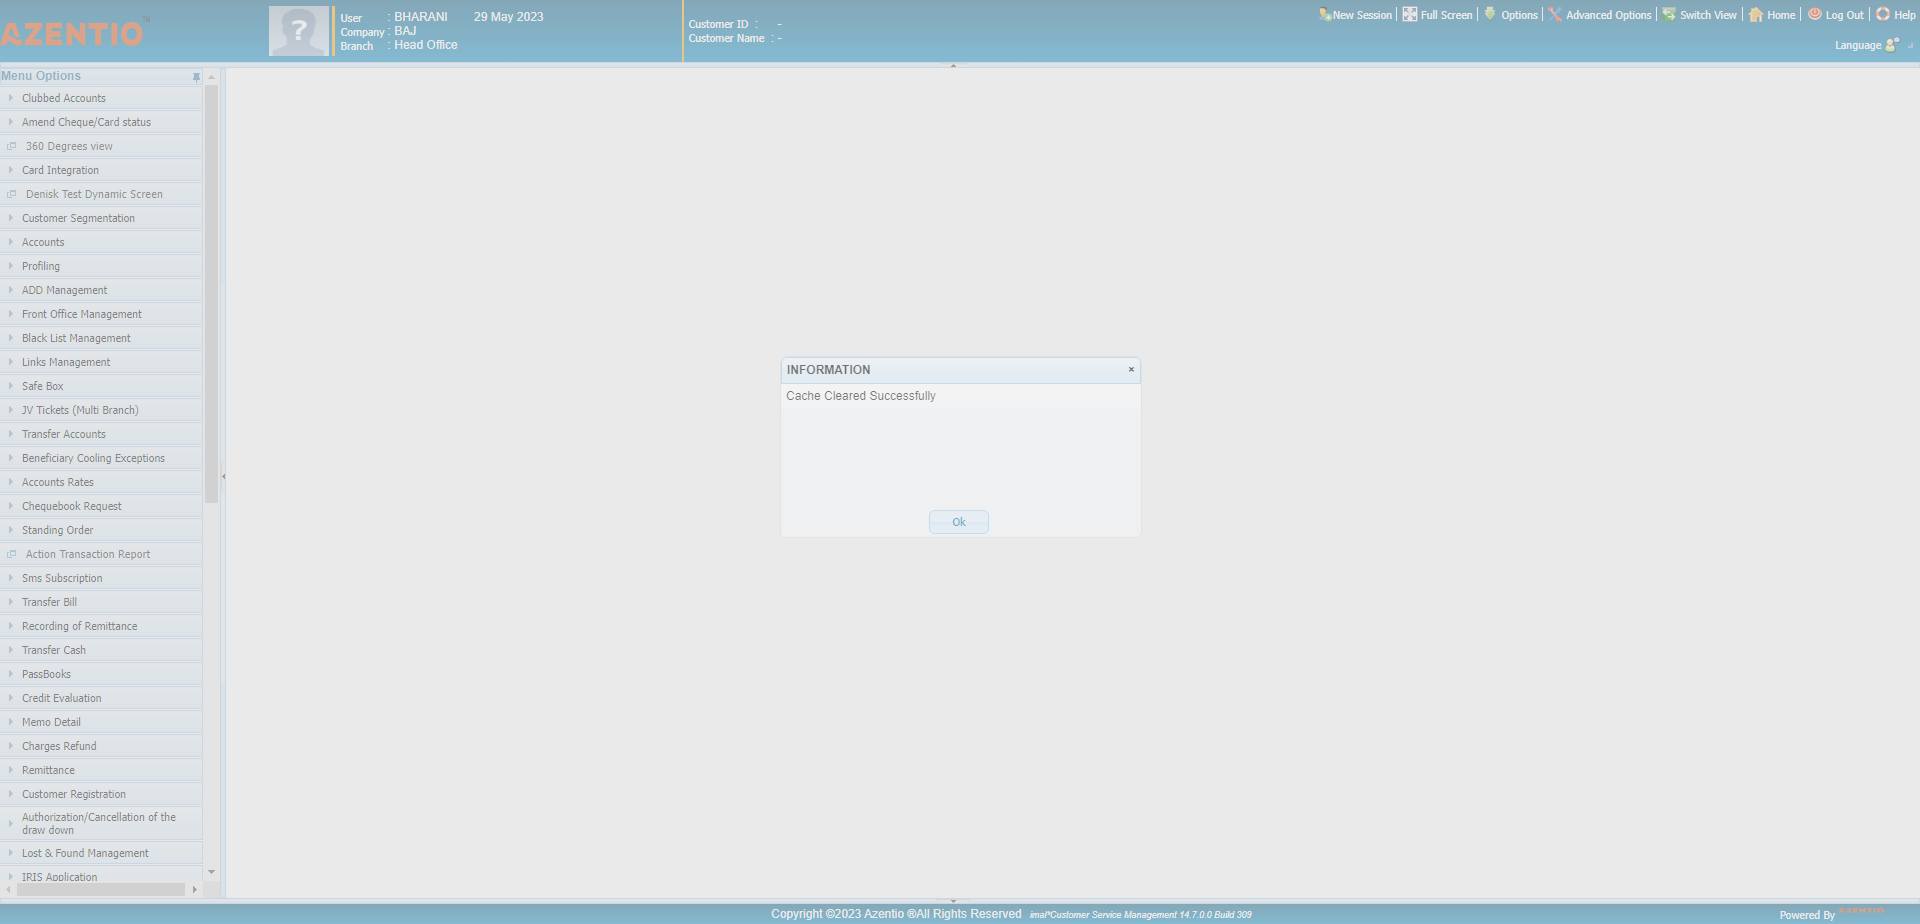 AZENTIO™
User : BHARANI 29 May 2023
Company : BAJ
Branch : Head Office
Customer ID : -
Customer Name : -
New Session Full Screen Options Advanced Options Switch View Home Log Out Help
Language
Menu Options
Clubbed Accounts
Amend Cheque/Card status
360 Degrees view
Card Integration
Denisk Test Dynamic Screen
Customer Segmentation
Accounts
Profiling
ADD Management
Front Office Management
Black List Management
Links Management
Safe Box
JV Tickets (Multi Branch)
Transfer Accounts
Beneficiary Cooling Exceptions
Accounts Rates
Chequebook Request
Standing Order
Action Transaction Report
Sms Subscription
Transfer Bill
Recording of Remittance
Transfer Cash
PassBooks
Credit Evaluation
Memo Detail
Charges Refund
Remittance
Customer Registration
Authorization/Cancellation of the
draw down
Lost & Found Management
IRIS Application
INFORMATION
Cache Cleared Successfully
Ok
Copyright ©2023 Azentio ®All Rights Reserved imal*Customer Service Management 14.7.0.0 Build 309
Powered By AZENTIO